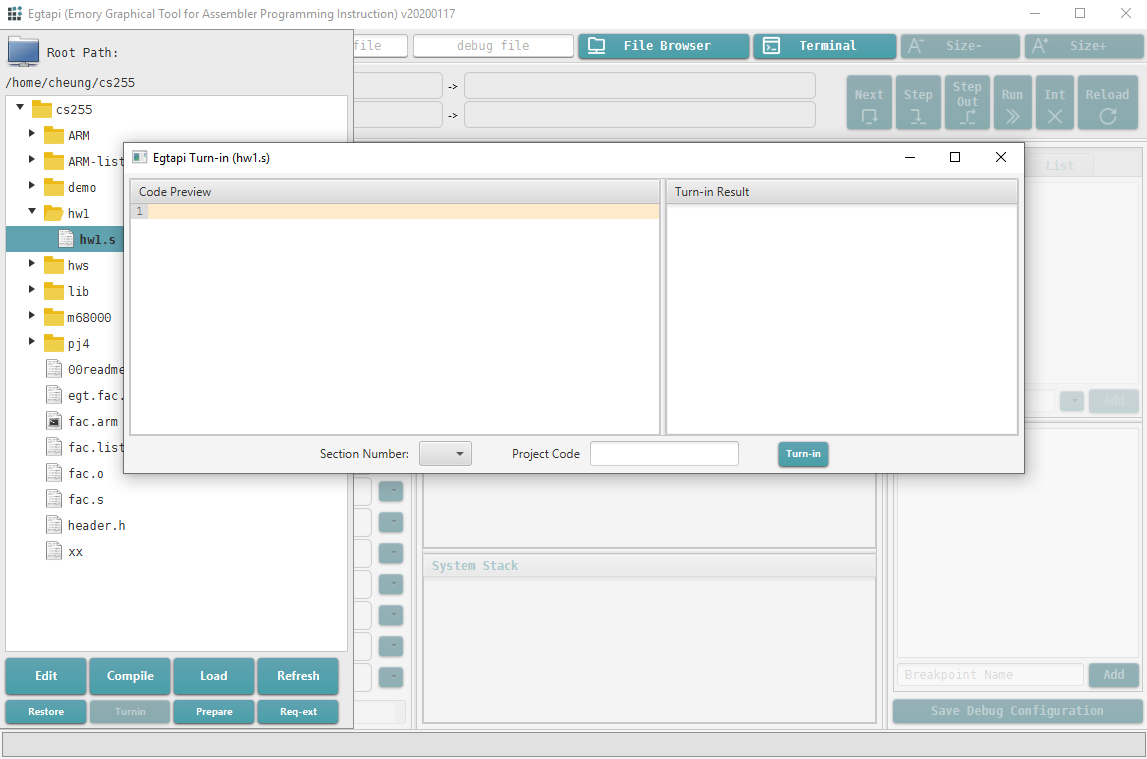 Egtapi (Emory Graphical Tool for Assembler Programming Instruction) v20200117
Root Path:
file
debug file
File Browser
Terminal
A- Size-
A+ Size+
/home/cheung/cs255
->
->
Next
Step
Step Out
Run
Int
Reload
cs255
ARM
ARM-list
demo
hw1
hw1.s
hws
lib
m68000
pj4
00readme
egt.fac.
fac.arm
fac.list
fac.o
fac.s
header.h
xx
Egtapi Turn-in (hw1.s)
Code Preview
Turn-in Result
1
Section Number:
Project Code
Turn-in
List
Add
System Stack
Breakpoint Name
Add
Save Debug Configuration
Edit
Compile
Load
Refresh
Restore
Turnin
Prepare
Req-ext